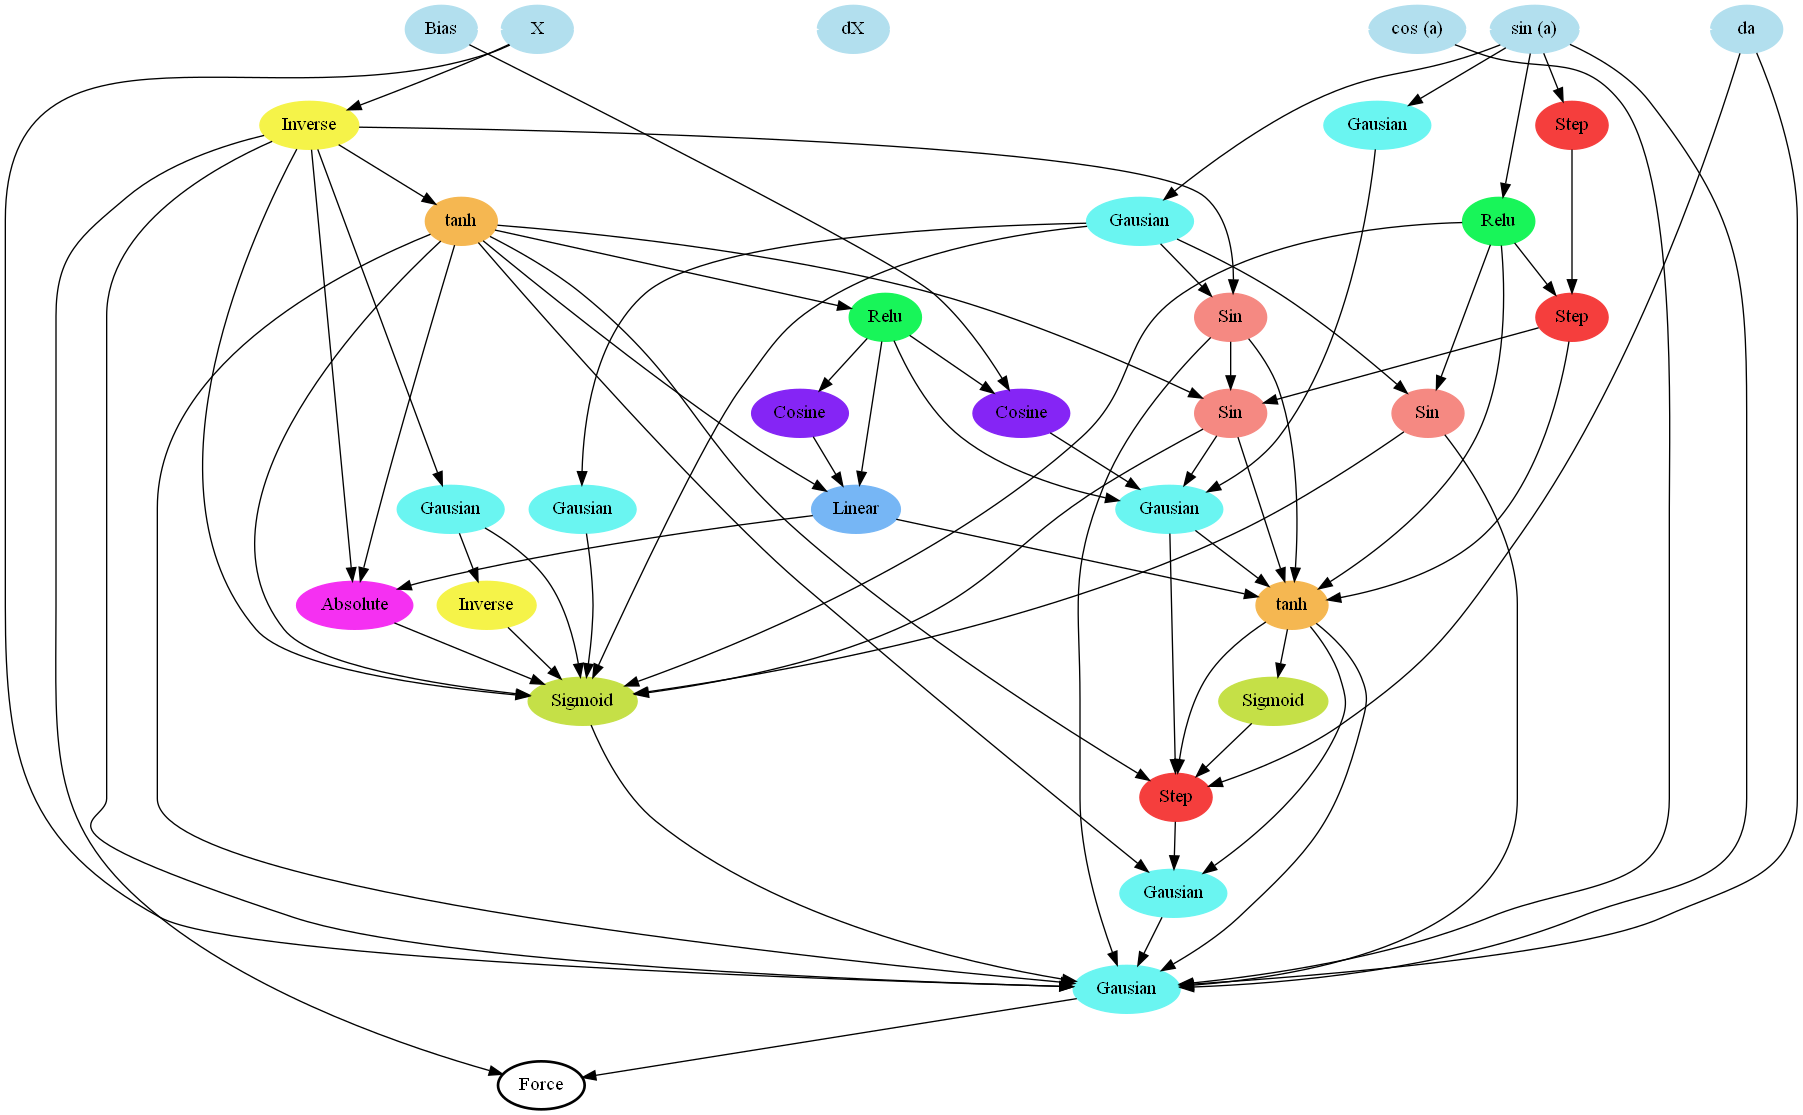 Bias
X
dX
cos (a)
sin (a)
da
Inverse
Gausian
Step
tanh
Gausian
Relu
Relu
Sin
Step
Cosine
Cosine
Sin
Sin
Gausian
Gausian
Linear
Gausian
Absolute
Inverse
tanh
Sigmoid
Sigmoid
Step
Gausian
Gausian
Force